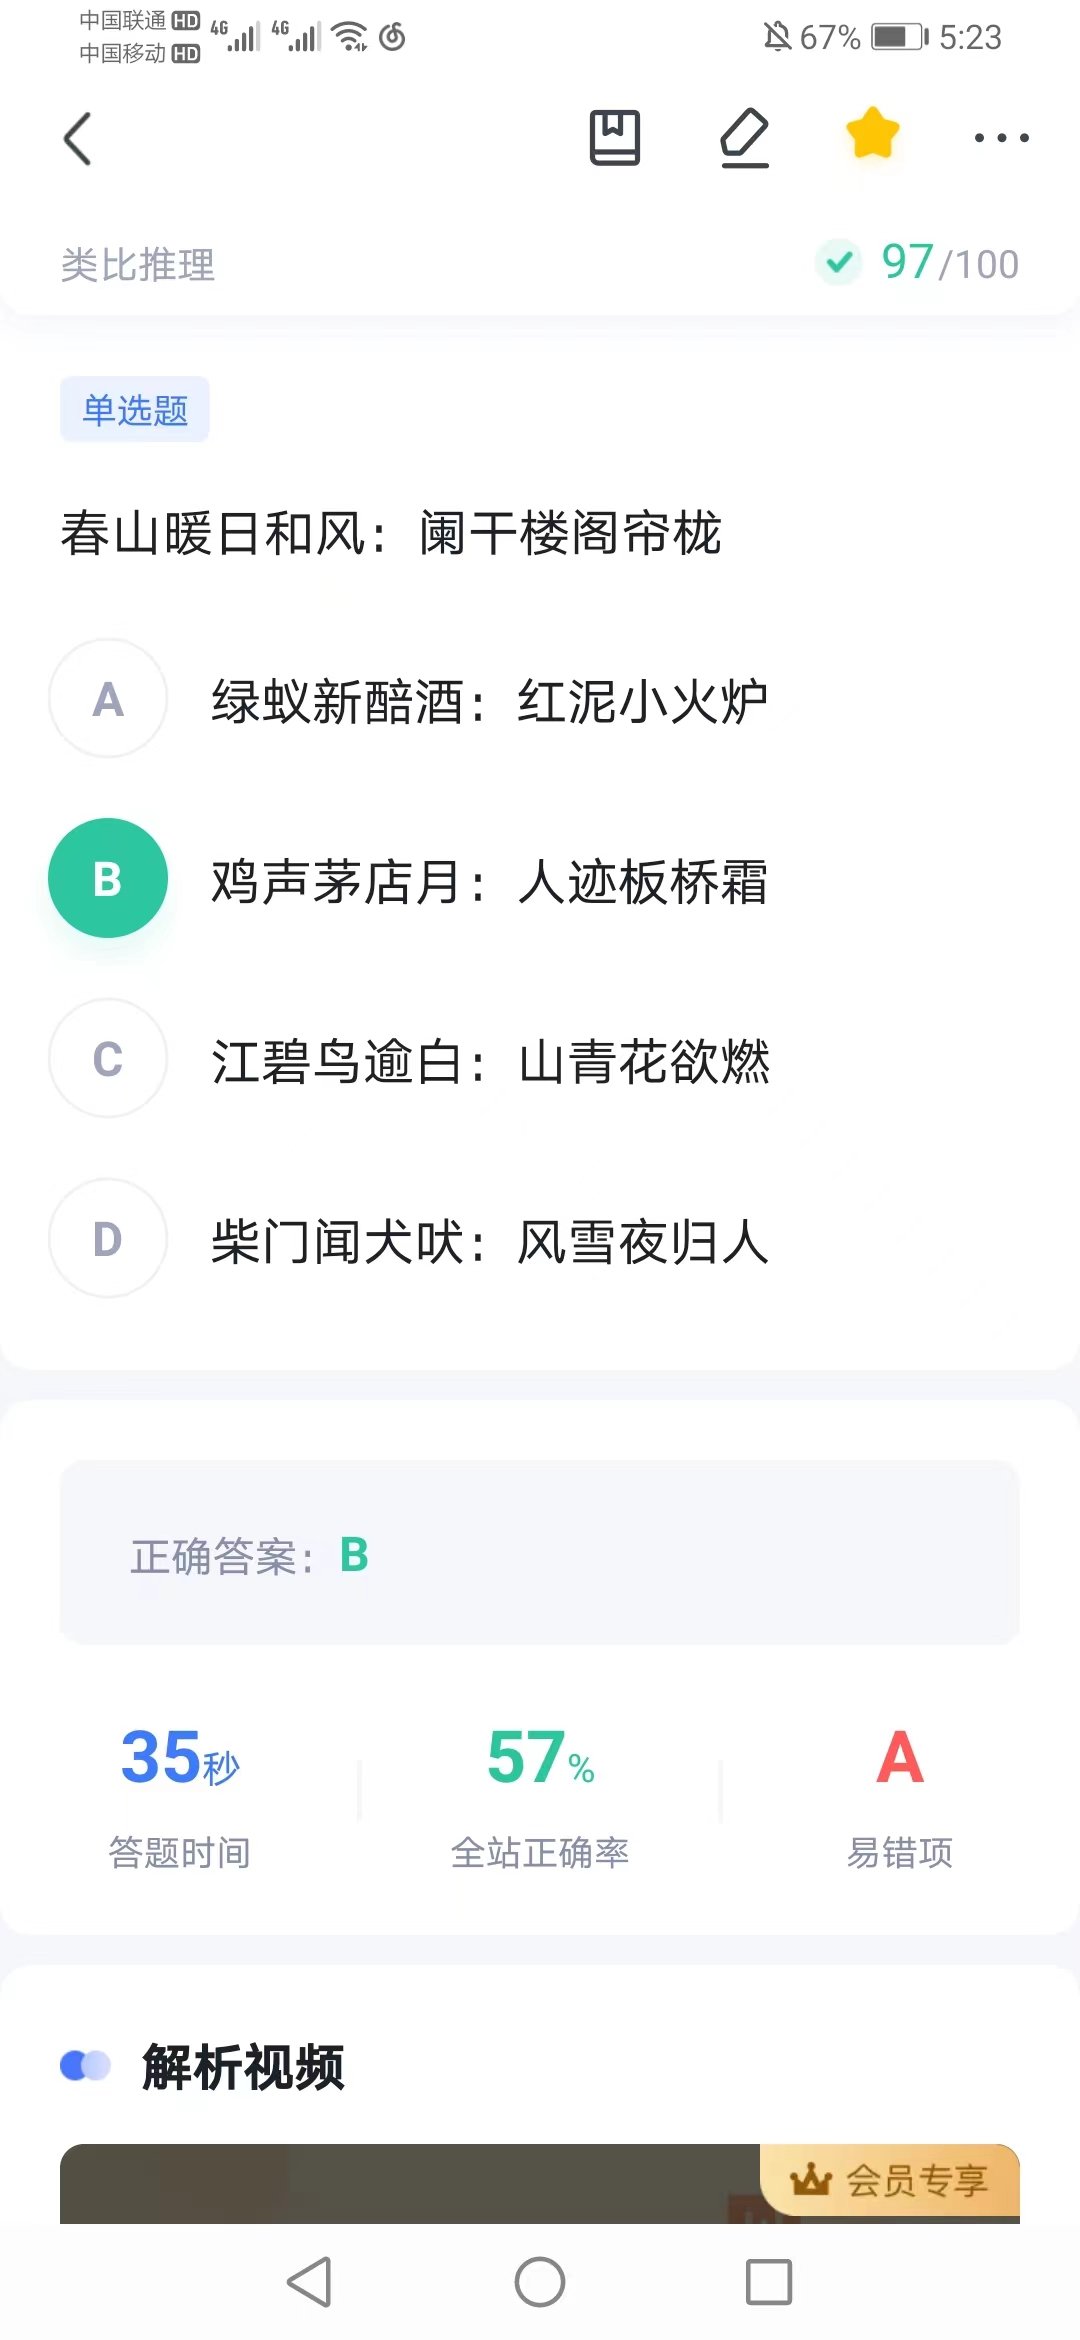 中国联通 HD 4G 4G 67% 5:23
中国移动 HD
类比推理 97/100
单选题
春山暖日和风：阑干楼阁帘栊
A 绿蚁新醅酒：红泥小火炉
B 鸡声茅店月：人迹板桥霜
C 江碧鸟逾白：山青花欲燃
D 柴门闻犬吠：风雪夜归人
正确答案：B
35秒 57% A
答题时间 全站正确率 易错项
解析视频
会员专享